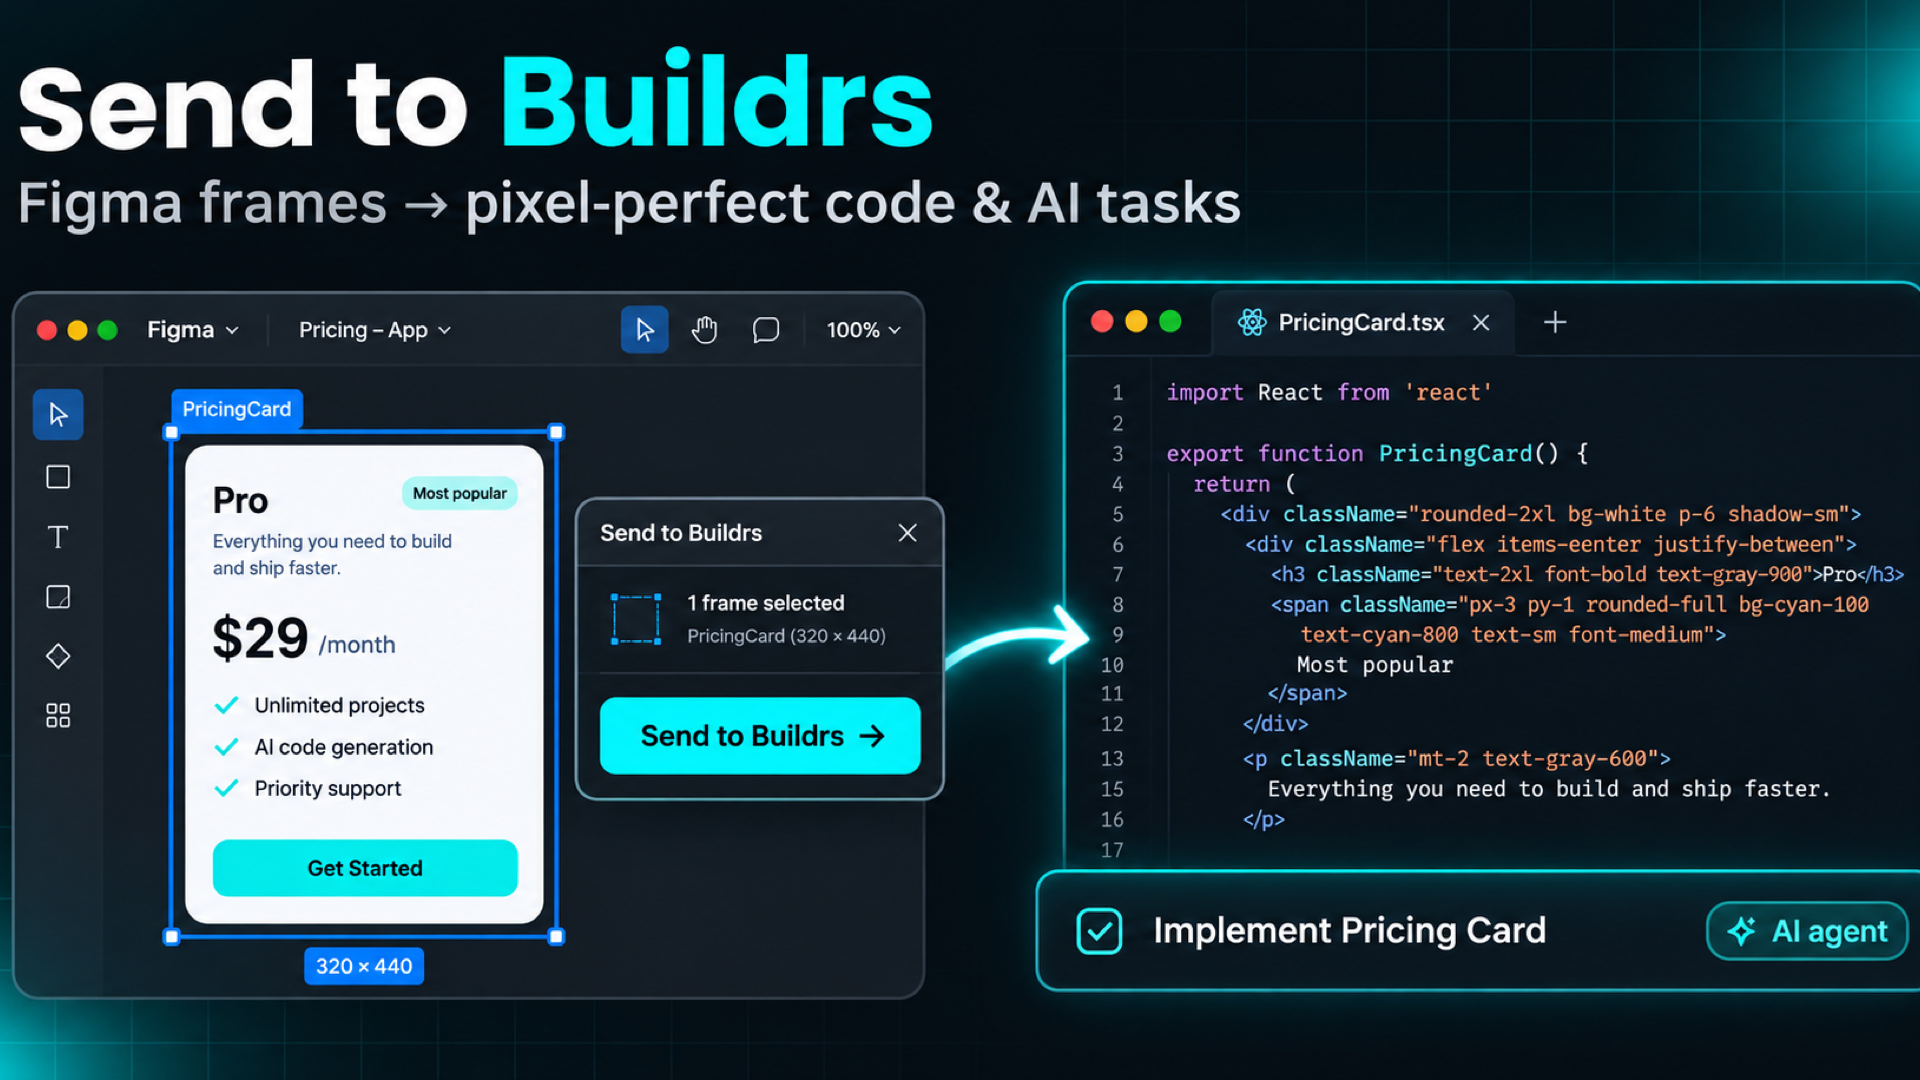 Send to Buildrs
Figma frames → pixel-perfect code & AI tasks
Figma
Pricing – App
100%
PricingCard
Pro
Most popular
Everything you need to build
and ship faster.
$29 /month
Unlimited projects
AI code generation
Priority support
Get Started
320 × 440
Send to Buildrs
1 frame selected
PricingCard (320 × 440)
Send to Buildrs →
PricingCard.tsx
1 import React from 'react'
2
3 export function PricingCard() {
4 return (
5 <div className="rounded-2xl bg-white p-6 shadow-sm">
6 <div className="flex items-eenter justify-between">
7 <h3 className="text-2xl font-bold text-gray-900">Pro</h3>
8 <span className="px-3 py-1 rounded-full bg-cyan-100
9 text-cyan-800 text-sm font-medium">
10 Most popular
11 </span>
12 </div>
13 <p className="mt-2 text-gray-600">
15 Everything you need to build and ship faster.
16 </p>
17
Implement Pricing Card
AI agent